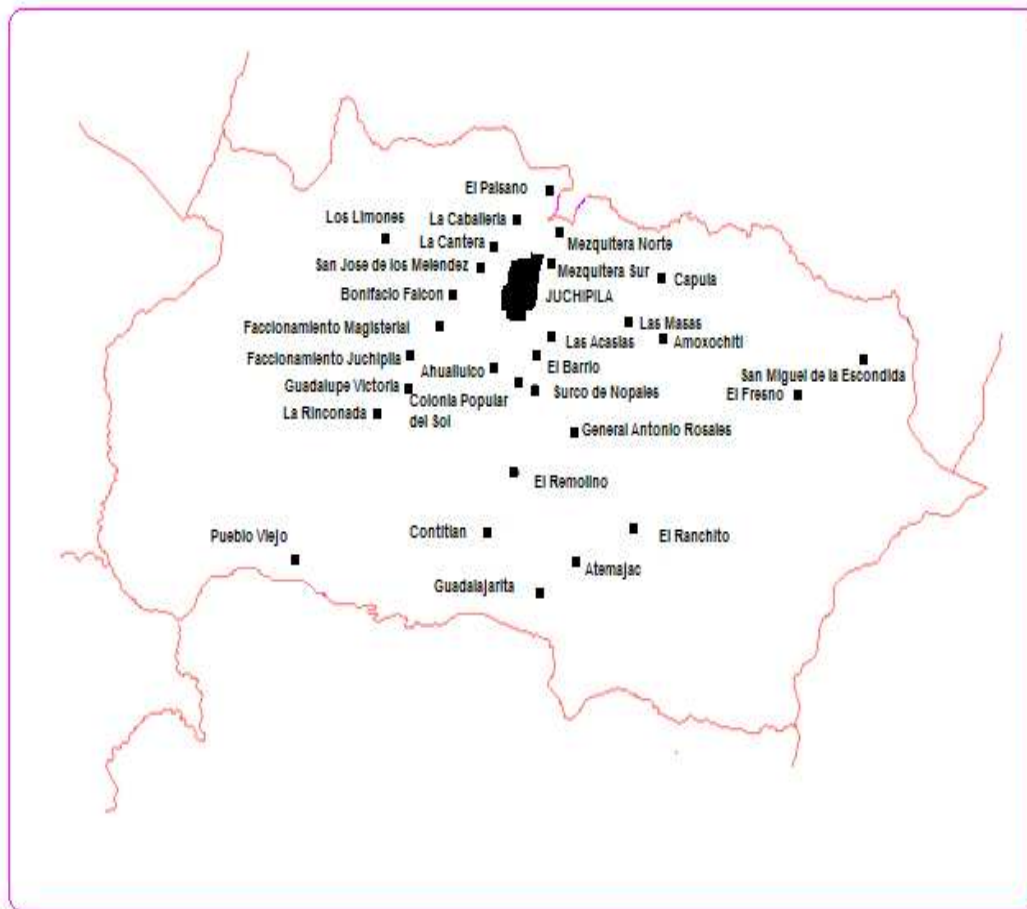 El Paisano
Los Limones
La Caballeria
La Cantera
Mezquitera Norte
San Jose de los Melendez
Mezquitera Sur
Capula
Bonifacio Falcon
JUCHIPILA
Faccionamiento Magisterial
Las Masas
Las Acasias
Amoxochitl
Faccionamiento Juchipila
Ahualluico
El Barrio
San Miguel de la Escondida
Guadalupe Victoria
Colonia Popular
del Sol
Surco de Nopales
El Fresno
La Rinconada
General Antonio Rosales
El Remolino
Pueblo Viejo
Contitlan
El Ranchito
Atemajac
Guadalajarita